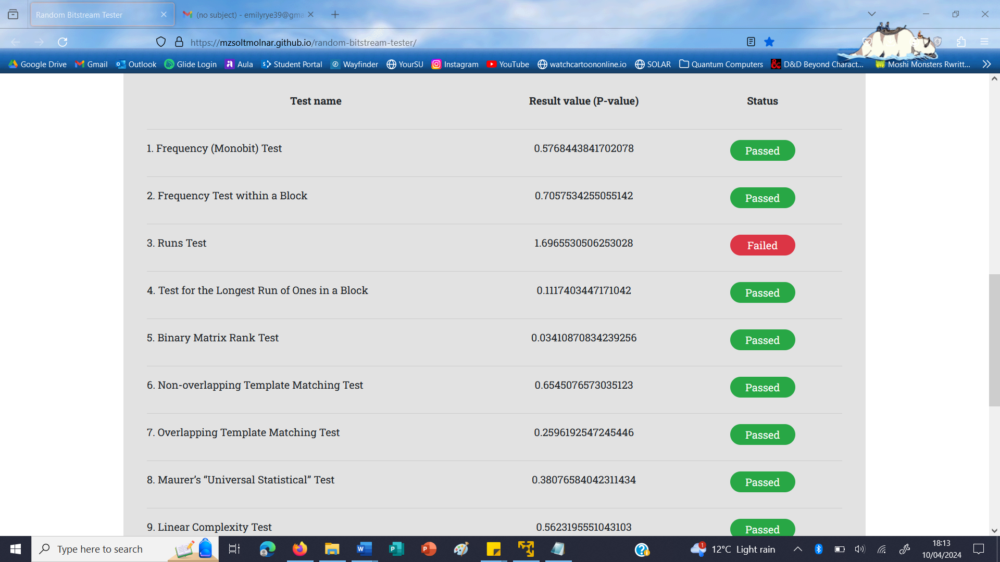 Random Bitstream Tester
(no subject) - emilyrye39@gma
https://mzsoltmolnar.github.io/random-bitstream-tester/
Google Drive Gmail Outlook Glide Login Aula Student Portal Wayfinder YourSU Instagram YouTube watchcartoononline.io SOLAR Quantum Computers D&D Beyond Charact... Moshi Monsters Rwritt...
Test name Result value (P-value) Status
1. Frequency (Monobit) Test 0.5768443841702078 Passed
2. Frequency Test within a Block 0.7057534255055142 Passed
3. Runs Test 1.6965530506253028 Failed
4. Test for the Longest Run of Ones in a Block 0.1117403447171042 Passed
5. Binary Matrix Rank Test 0.03410870834239256 Passed
6. Non-overlapping Template Matching Test 0.6545076573035123 Passed
7. Overlapping Template Matching Test 0.2596192547245446 Passed
8. Maurer’s “Universal Statistical” Test 0.38076584042311434 Passed
9. Linear Complexity Test 0.5623195551043103 Passed
Type here to search
12°C Light rain
18:13
10/04/2024